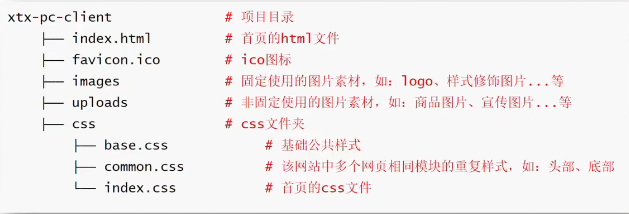 xtx-pc-client # 项目目录
├── index.html # 首页的html文件
├── favicon.ico # ico图标
├── images # 固定使用的图片素材，如：logo、样式修饰图片...等
├── uploads # 非固定使用的图片素材，如：商品图片、宣传图片...等
├── css # css文件夹
├── base.css # 基础公共样式
├── common.css # 该网站中多个网页相同模块的重复样式，如：头部、底部
└── index.css # 首页的css文件